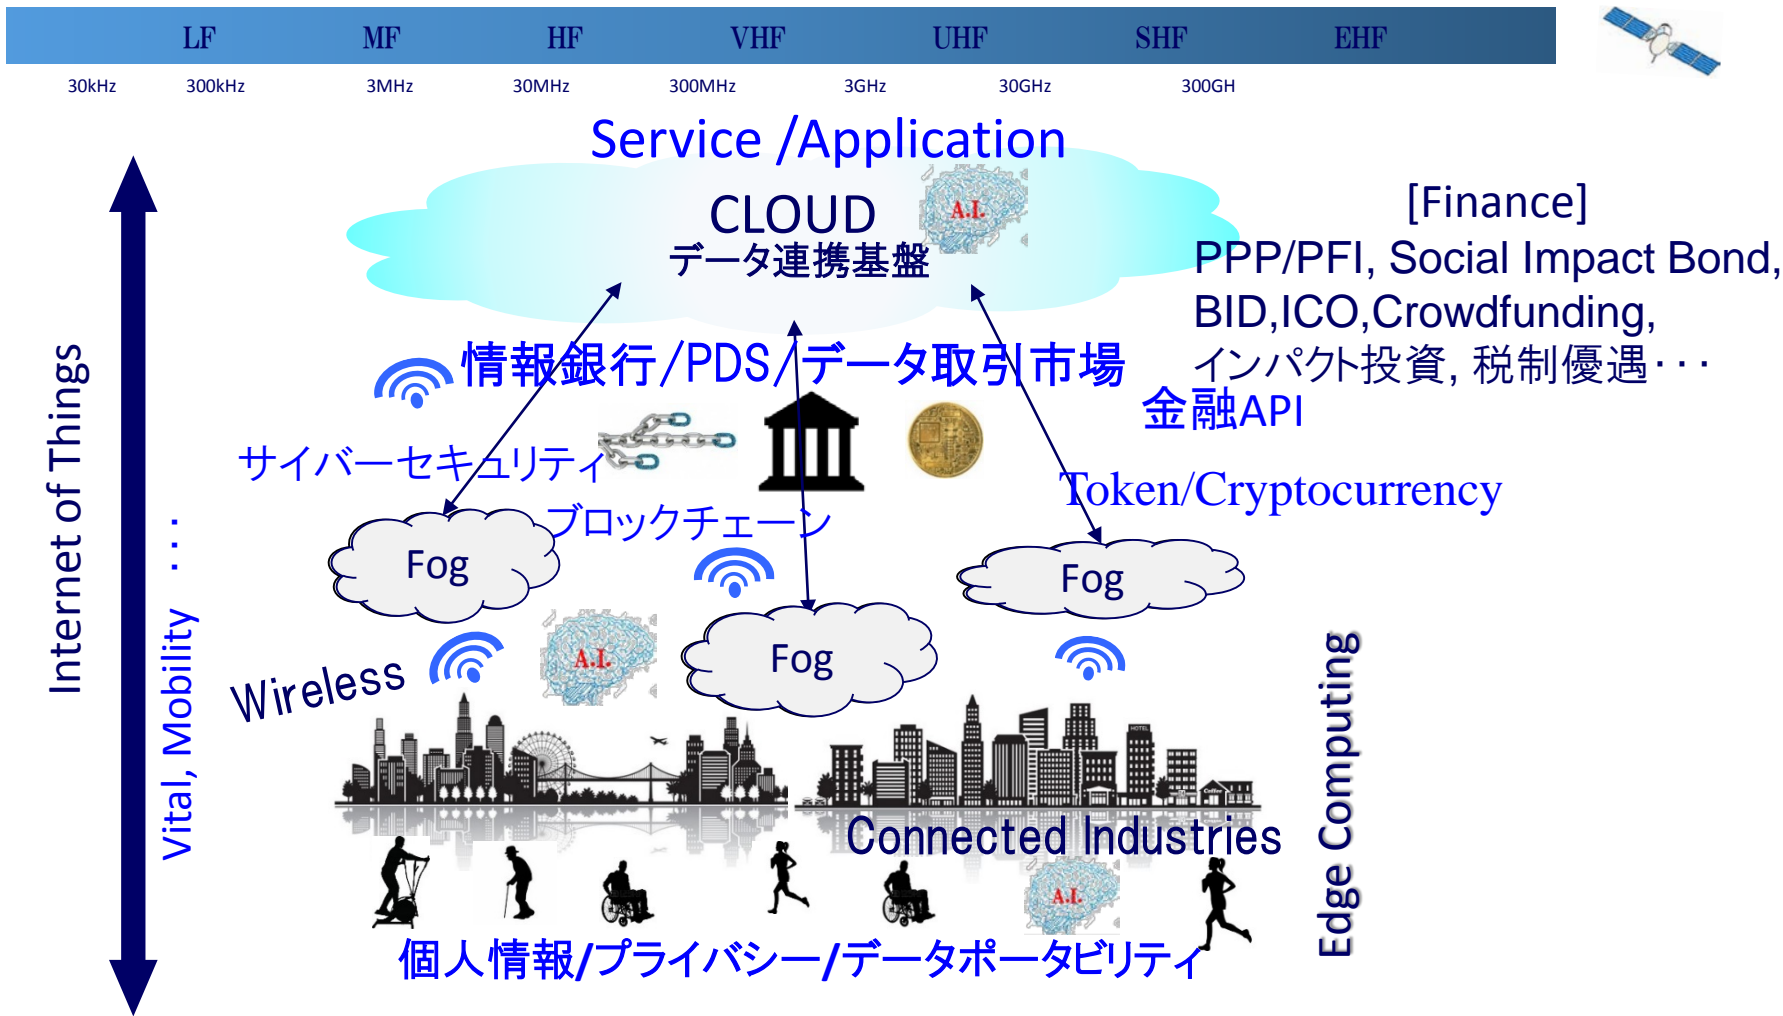 LF MF HF VHF UHF SHF EHF
30kHz 300kHz 3MHz 30MHz 300MHz 3GHz 30GHz 300GH
Service /Application
CLOUD
A.I.
データ連携基盤
[Finance]
PPP/PFI, Social Impact Bond,
BID,ICO,Crowdfunding,
インパクト投資, 税制優遇・・・
情報銀行/PDS/データ取引市場
金融API
サイバーセキュリティ
Token/Cryptocurrency
ブロックチェーン
Internet of Things
Vital, Mobility ・・・
Fog
Fog
Fog
Wireless
A.I.
HOTEL
Coffee
Connected Industries
A.I.
Edge Computing
個人情報/プライバシー/データポータビリティ